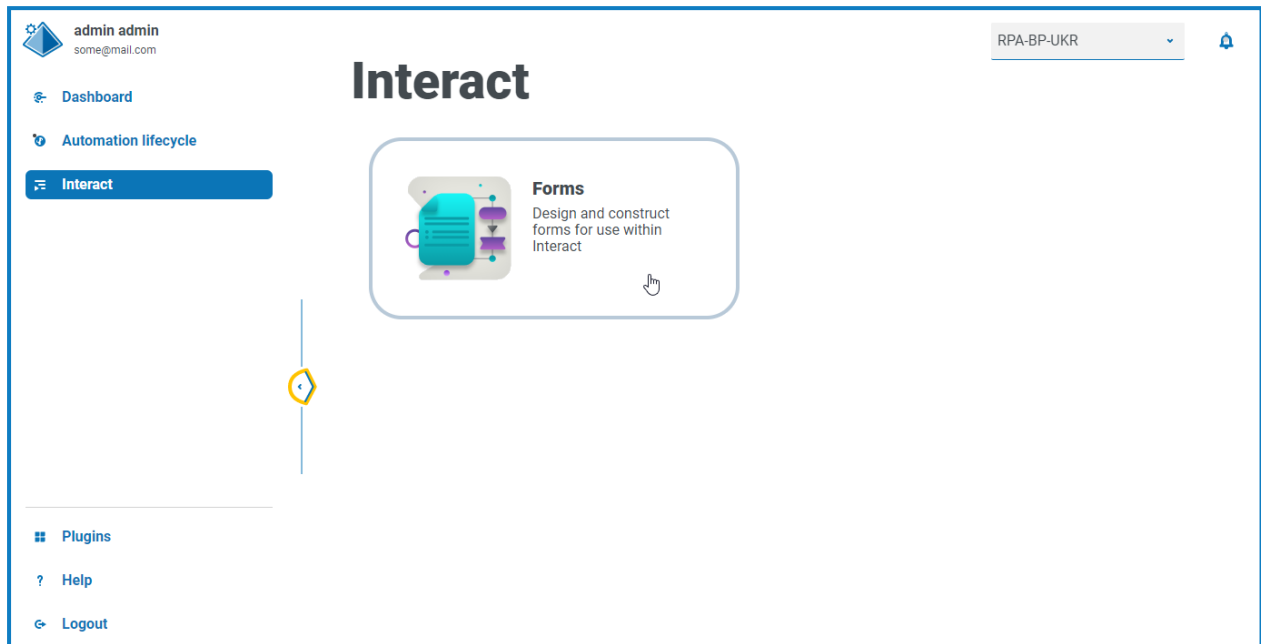 admin admin
some@mail.com
RPA-BP-UKR
Interact
Dashboard
Automation lifecycle
Interact
Forms
Design and construct
forms for use within
Interact
Plugins
Help
Logout